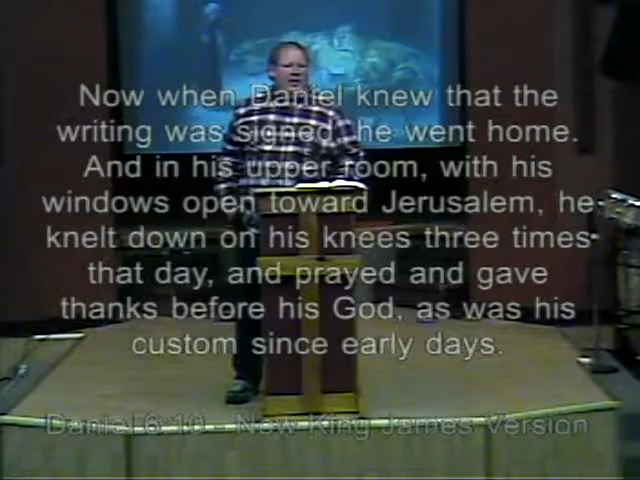 Now when Daniel knew that the
writing was signed, he went home.
And in his upper room, with his
windows open toward Jerusalem, he
knelt down on his knees three times
that day, and prayed and gave
thanks before his God, as was his
custom since early days.
Daniel 6:10 - New King James Version